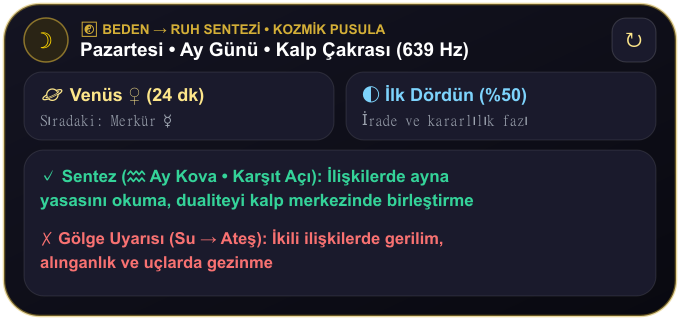 ☽
☯ BEDEN → RUH SENTEZİ • KOZMİK PUSULA
Pazartesi • Ay Günü • Kalp Çakrası (639 Hz)
↻
🪐 Venüs ♀ (24 dk)
Sıradaki: Merkür ☿
◐ İlk Dördün (%50)
İrade ve kararlılık fazı
✓ Sentez (♒ Ay Kova • Karşıt Açı): İlişkilerde ayna
yasasını okuma, dualiteyi kalp merkezinde birleştirme
✗ Gölge Uyarısı (Su → Ateş): İkili ilişkilerde gerilim,
alınganlık ve uçlarda gezinme